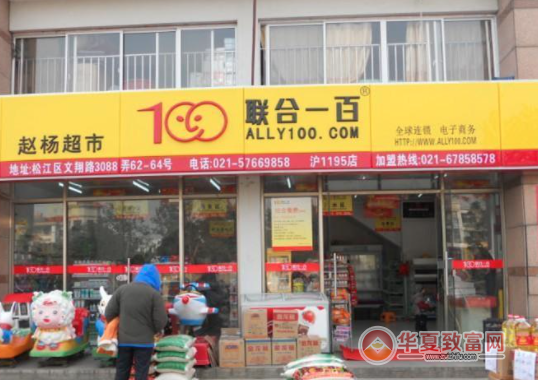 赵杨超市
100
联合一百®
ALLY100.COM
全球连锁 电子商务
HTTP://WWW.ALLY100.COM
地址:松江区文翔路3088弄62-64号 电话:021-57669858 沪1195店 加盟热线:021-67858578
华夏致富网